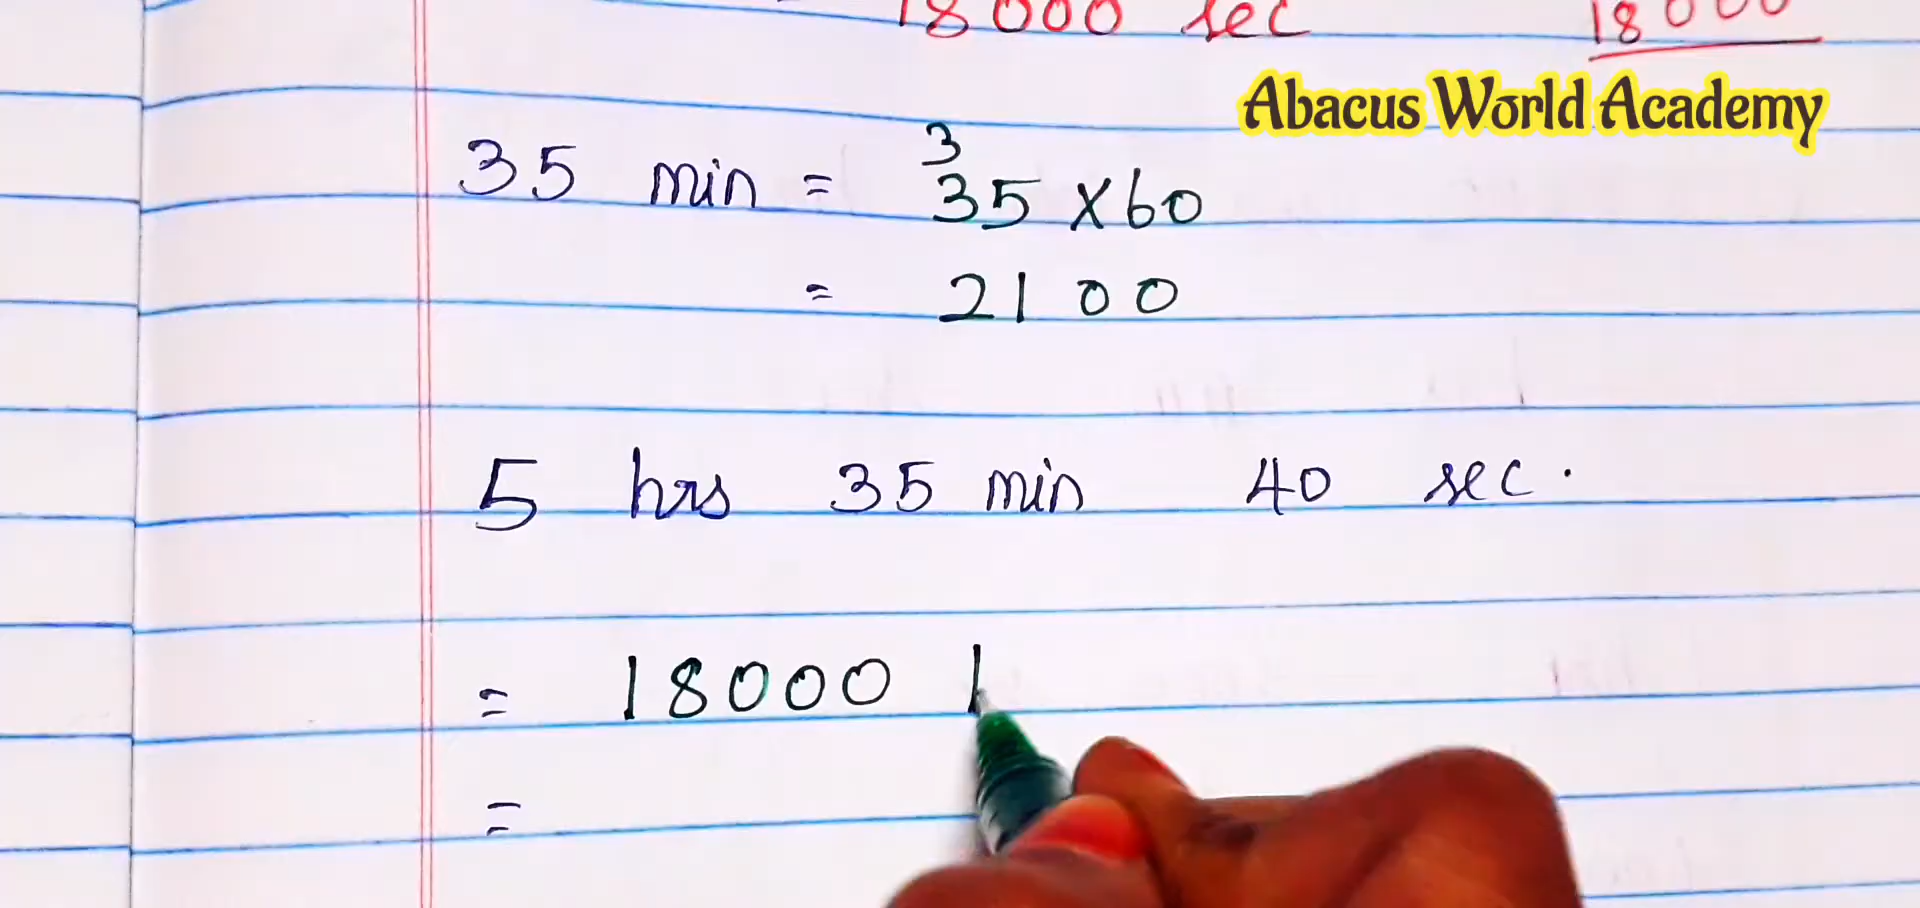 18000 sec 18000
Abacus World Academy
3
35 min = 35 x 60
= 2100
5 hrs 35 min 40 sec.
= 18000
=